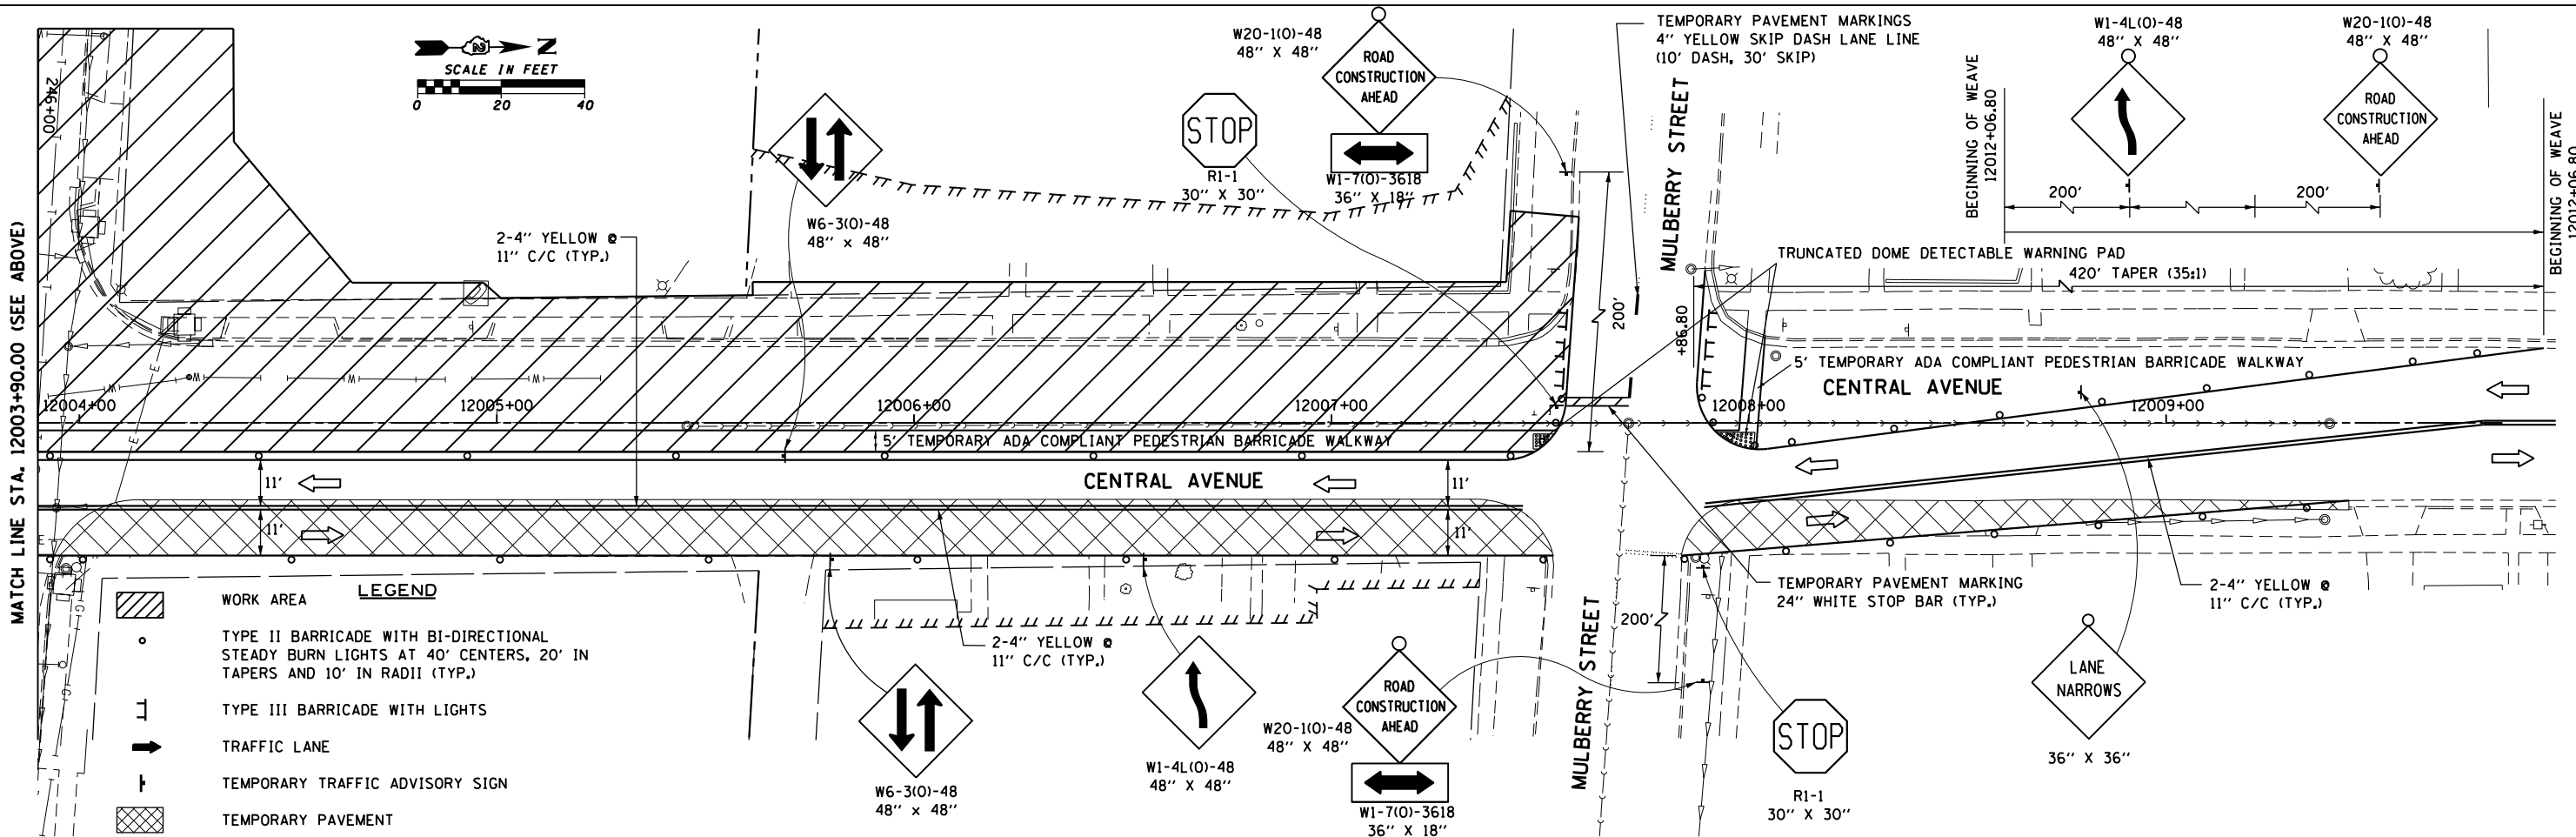 MATCH LINE STA. 12003+90.00 (SEE ABOVE)
246+00
N
SCALE IN FEET
0 20 40
2-4" YELLOW @
11" C/C (TYP.)
W6-3(O)-48
48" x 48"
STOP
R1-1
30" X 30"
W20-1(O)-48
48" X 48"
ROAD
CONSTRUCTION
AHEAD
W1-7(O)-3618
36" X 18"
TEMPORARY PAVEMENT MARKINGS
4" YELLOW SKIP DASH LANE LINE
(10' DASH, 30' SKIP)
MULBERRY STREET
200'
+86.80
BEGINNING OF WEAVE
12012+06.80
W1-4L(O)-48
48" X 48"
W20-1(O)-48
48" X 48"
ROAD
CONSTRUCTION
AHEAD
200'
200'
BEGINNING OF WEAVE
12012+06.80
TRUNCATED DOME DETECTABLE WARNING PAD
420' TAPER (35:1)
5' TEMPORARY ADA COMPLIANT PEDESTRIAN BARRICADE WALKWAY
CENTRAL AVENUE
W
W
W
E
E
12004+00
12005+00
12006+00
12007+00
12008+00
12009+00
5' TEMPORARY ADA COMPLIANT PEDESTRIAN BARRICADE WALKWAY
CENTRAL AVENUE
11'
11'
11'
11'
LEGEND
WORK AREA
TYPE II BARRICADE WITH BI-DIRECTIONAL
STEADY BURN LIGHTS AT 40' CENTERS, 20' IN
TAPERS AND 10' IN RADII (TYP.)
TYPE III BARRICADE WITH LIGHTS
TRAFFIC LANE
TEMPORARY TRAFFIC ADVISORY SIGN
TEMPORARY PAVEMENT
W6-3(O)-48
48" x 48"
2-4" YELLOW @
11" C/C (TYP.)
W1-4L(O)-48
48" X 48"
W20-1(O)-48
48" X 48"
ROAD
CONSTRUCTION
AHEAD
W1-7(O)-3618
36" X 18"
MULBERRY STREET
200'
TEMPORARY PAVEMENT MARKING
24" WHITE STOP BAR (TYP.)
STOP
R1-1
30" X 30"
LANE
NARROWS
36" X 36"
2-4" YELLOW @
11" C/C (TYP.)